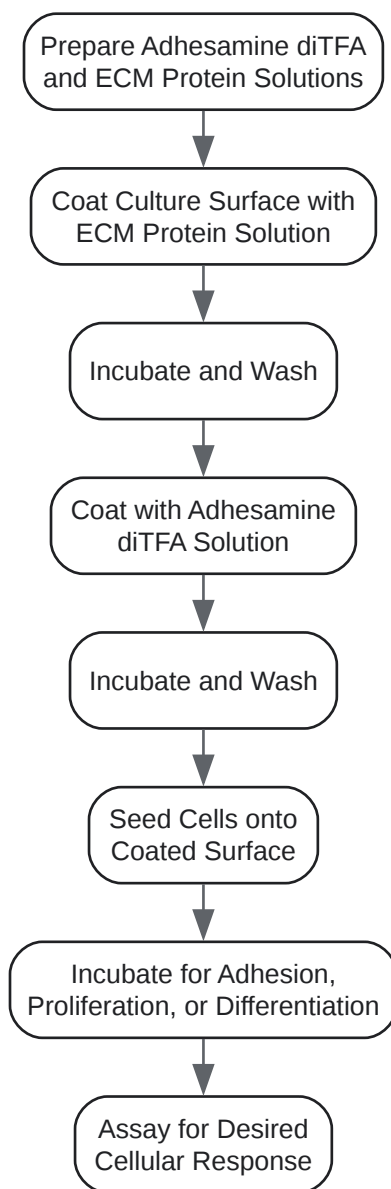 Prepare Adhesamine diTFA
and ECM Protein Solutions
Coat Culture Surface with
ECM Protein Solution
Incubate and Wash
Coat with Adhesamine
diTFA Solution
Incubate and Wash
Seed Cells onto
Coated Surface
Incubate for Adhesion,
Proliferation, or Differentiation
Assay for Desired
Cellular Response